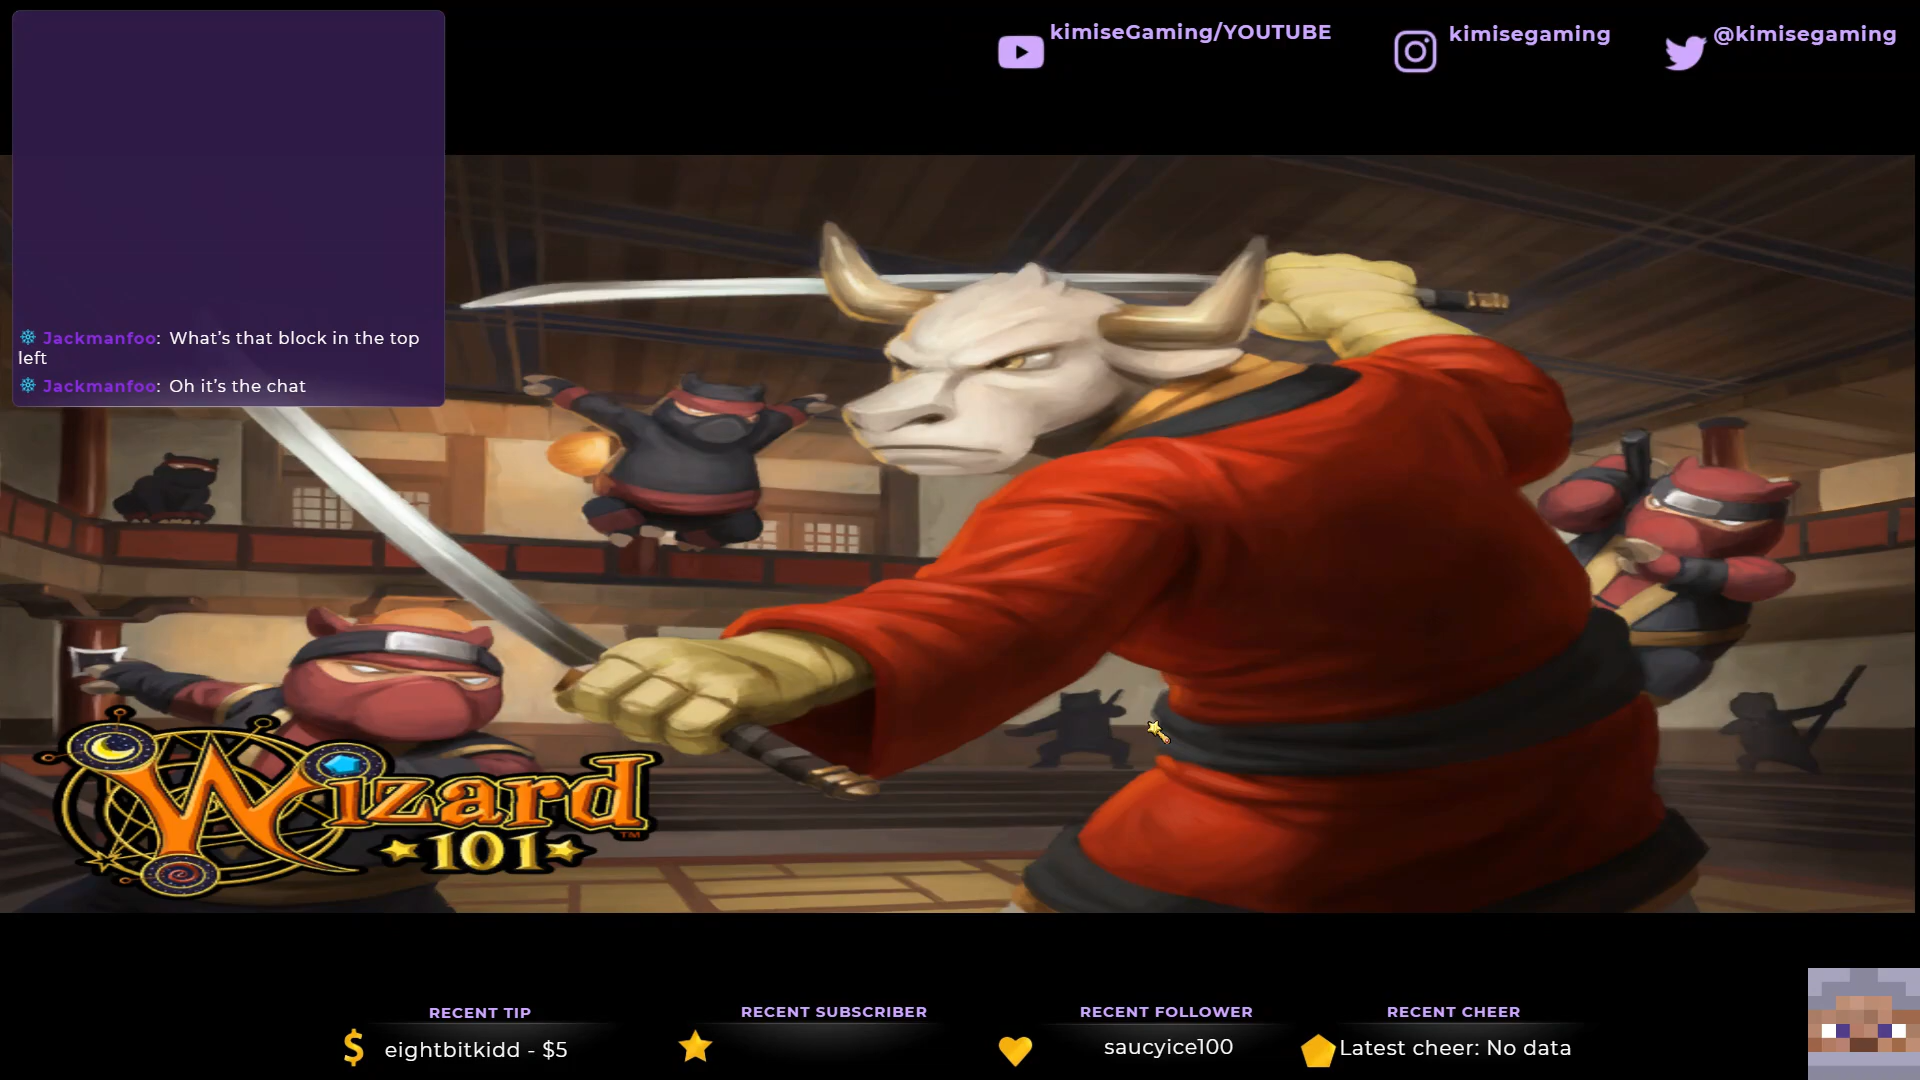 kimiseGaming/YOUTUBE
kimisegaming
@kimisegaming
Jackmanfoo: What's that block in the top
left
Jackmanfoo: Oh it's the chat
Wizard
TM
101
RECENT TIP
eightbitkidd - $5
RECENT SUBSCRIBER
RECENT FOLLOWER
saucyice100
RECENT CHEER
Latest cheer: No data